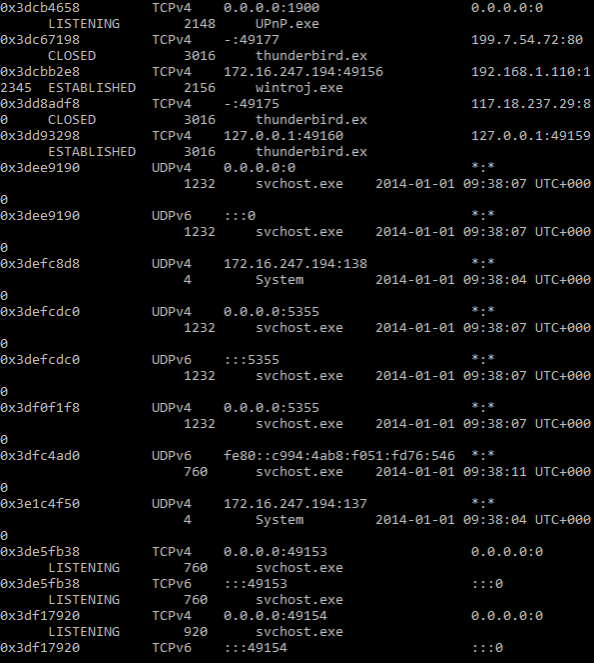 0x3dcb4658 TCPv4 0.0.0.0:1900 0.0.0.0:0
LISTENING 2148 UPnP.exe
0x3dc67198 TCPv4 -:49177 199.7.54.72:80
CLOSED 3016 thunderbird.ex
0x3dcbb2e8 TCPv4 172.16.247.194:49156 192.168.1.110:1
2345 ESTABLISHED 2156 wintroj.exe
0x3dd8adf8 TCPv4 -:49175 117.18.237.29:8
0 CLOSED 3016 thunderbird.ex
0x3dd93298 TCPv4 127.0.0.1:49160 127.0.0.1:49159
ESTABLISHED 3016 thunderbird.ex
0x3dee9190 UDPv4 0.0.0.0:0 *:*
1232 svchost.exe 2014-01-01 09:38:07 UTC+000
0
0x3dee9190 UDPv6 :::0 *:*
1232 svchost.exe 2014-01-01 09:38:07 UTC+000
0
0x3defc8d8 UDPv4 172.16.247.194:138 *:*
4 System 2014-01-01 09:38:04 UTC+000
0
0x3defcdc0 UDPv4 0.0.0.0:5355 *:*
1232 svchost.exe 2014-01-01 09:38:07 UTC+000
0
0x3defcdc0 UDPv6 :::5355 *:*
1232 svchost.exe 2014-01-01 09:38:07 UTC+000
0
0x3df0f1f8 UDPv4 0.0.0.0:5355 *:*
1232 svchost.exe 2014-01-01 09:38:07 UTC+000
0
0x3dfc4ad0 UDPv6 fe80::c994:4ab8:f051:fd76:546 *:*
760 svchost.exe 2014-01-01 09:38:11 UTC+000
0
0x3e1c4f50 UDPv4 172.16.247.194:137 *:*
4 System 2014-01-01 09:38:04 UTC+000
0
0x3de5fb38 TCPv4 0.0.0.0:49153 0.0.0.0:0
LISTENING 760 svchost.exe
0x3de5fb38 TCPv6 :::49153 :::0
LISTENING 760 svchost.exe
0x3df17920 TCPv4 0.0.0.0:49154 0.0.0.0:0
LISTENING 920 svchost.exe
0x3df17920 TCPv6 :::49154 :::0